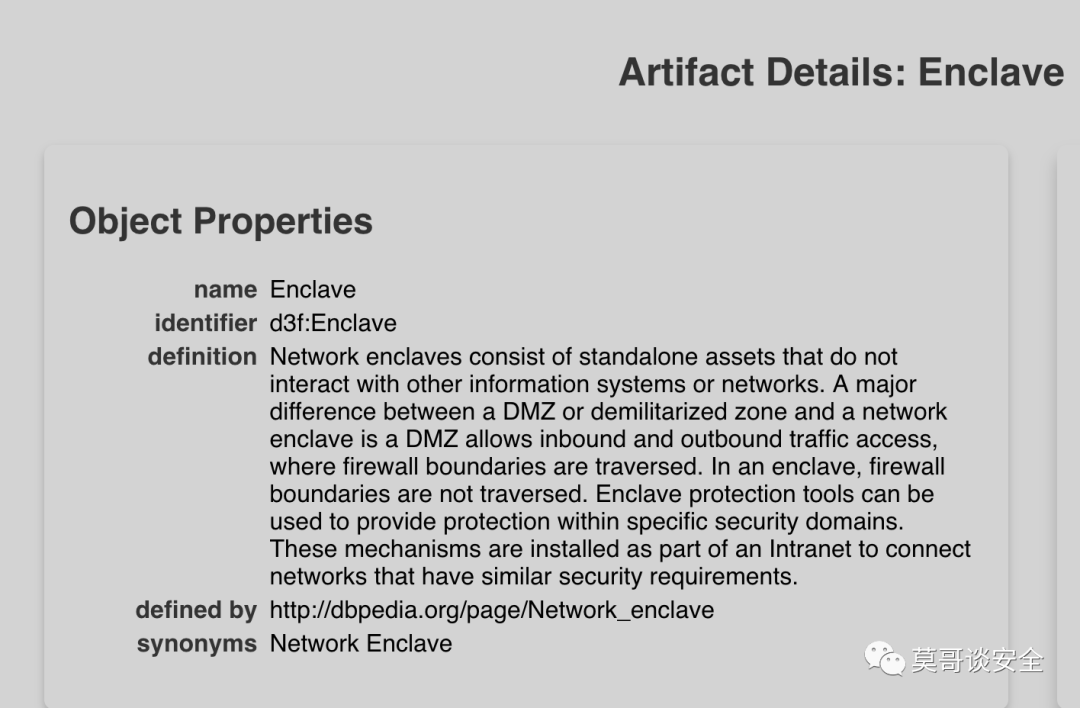 Artifact Details: Enclave
Object Properties
name Enclave
identifier d3f:Enclave
definition Network enclaves consist of standalone assets that do not
interact with other information systems or networks. A major
difference between a DMZ or demilitarized zone and a network
enclave is a DMZ allows inbound and outbound traffic access,
where firewall boundaries are traversed. In an enclave, firewall
boundaries are not traversed. Enclave protection tools can be
used to provide protection within specific security domains.
These mechanisms are installed as part of an Intranet to connect
networks that have similar security requirements.
defined by http://dbpedia.org/page/Network_enclave
synonyms Network Enclave
莫哥谈安全